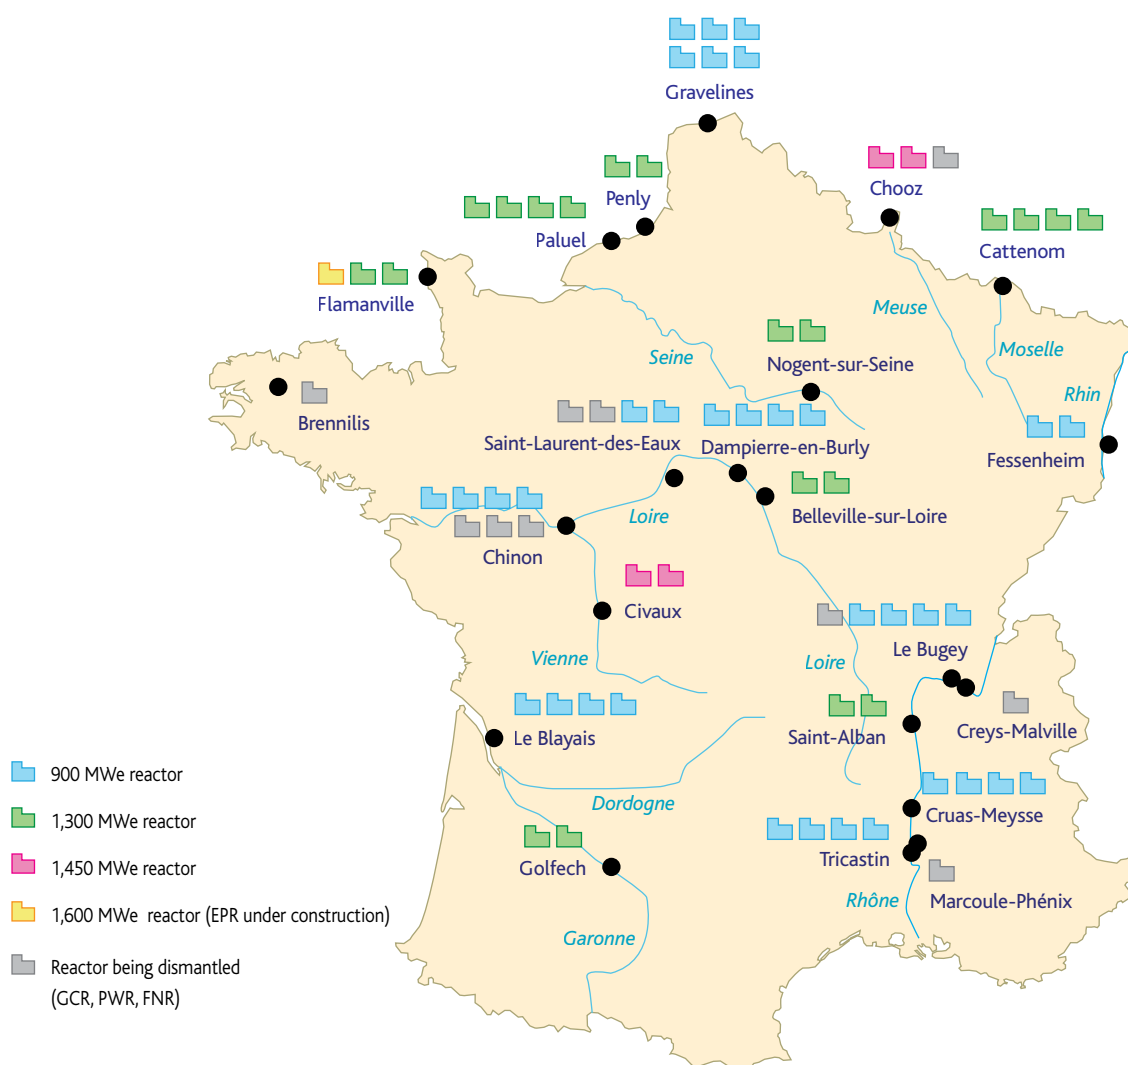 Gravelines
Chooz
Penly
Paluel
Cattenom
Flamanville
Meuse
Seine
Nogent-sur-Seine
Moselle
Rhin
Brennilis
Saint-Laurent-des-Eaux
Dampierre-en-Burly
Fessenheim
Loire
Belleville-sur-Loire
Chinon
Civaux
Vienne
Loire
Le Bugey
Le Blayais
Saint-Alban
Creys-Malville
900 MWe reactor
Dordogne
Cruas-Meysse
1,300 MWe reactor
Golfech
Tricastin
1,450 MWe reactor
Rhône
Marcoule-Phénix
1,600 MWe reactor (EPR under construction)
Garonne
Reactor being dismantled
(GCR, PWR, FNR)